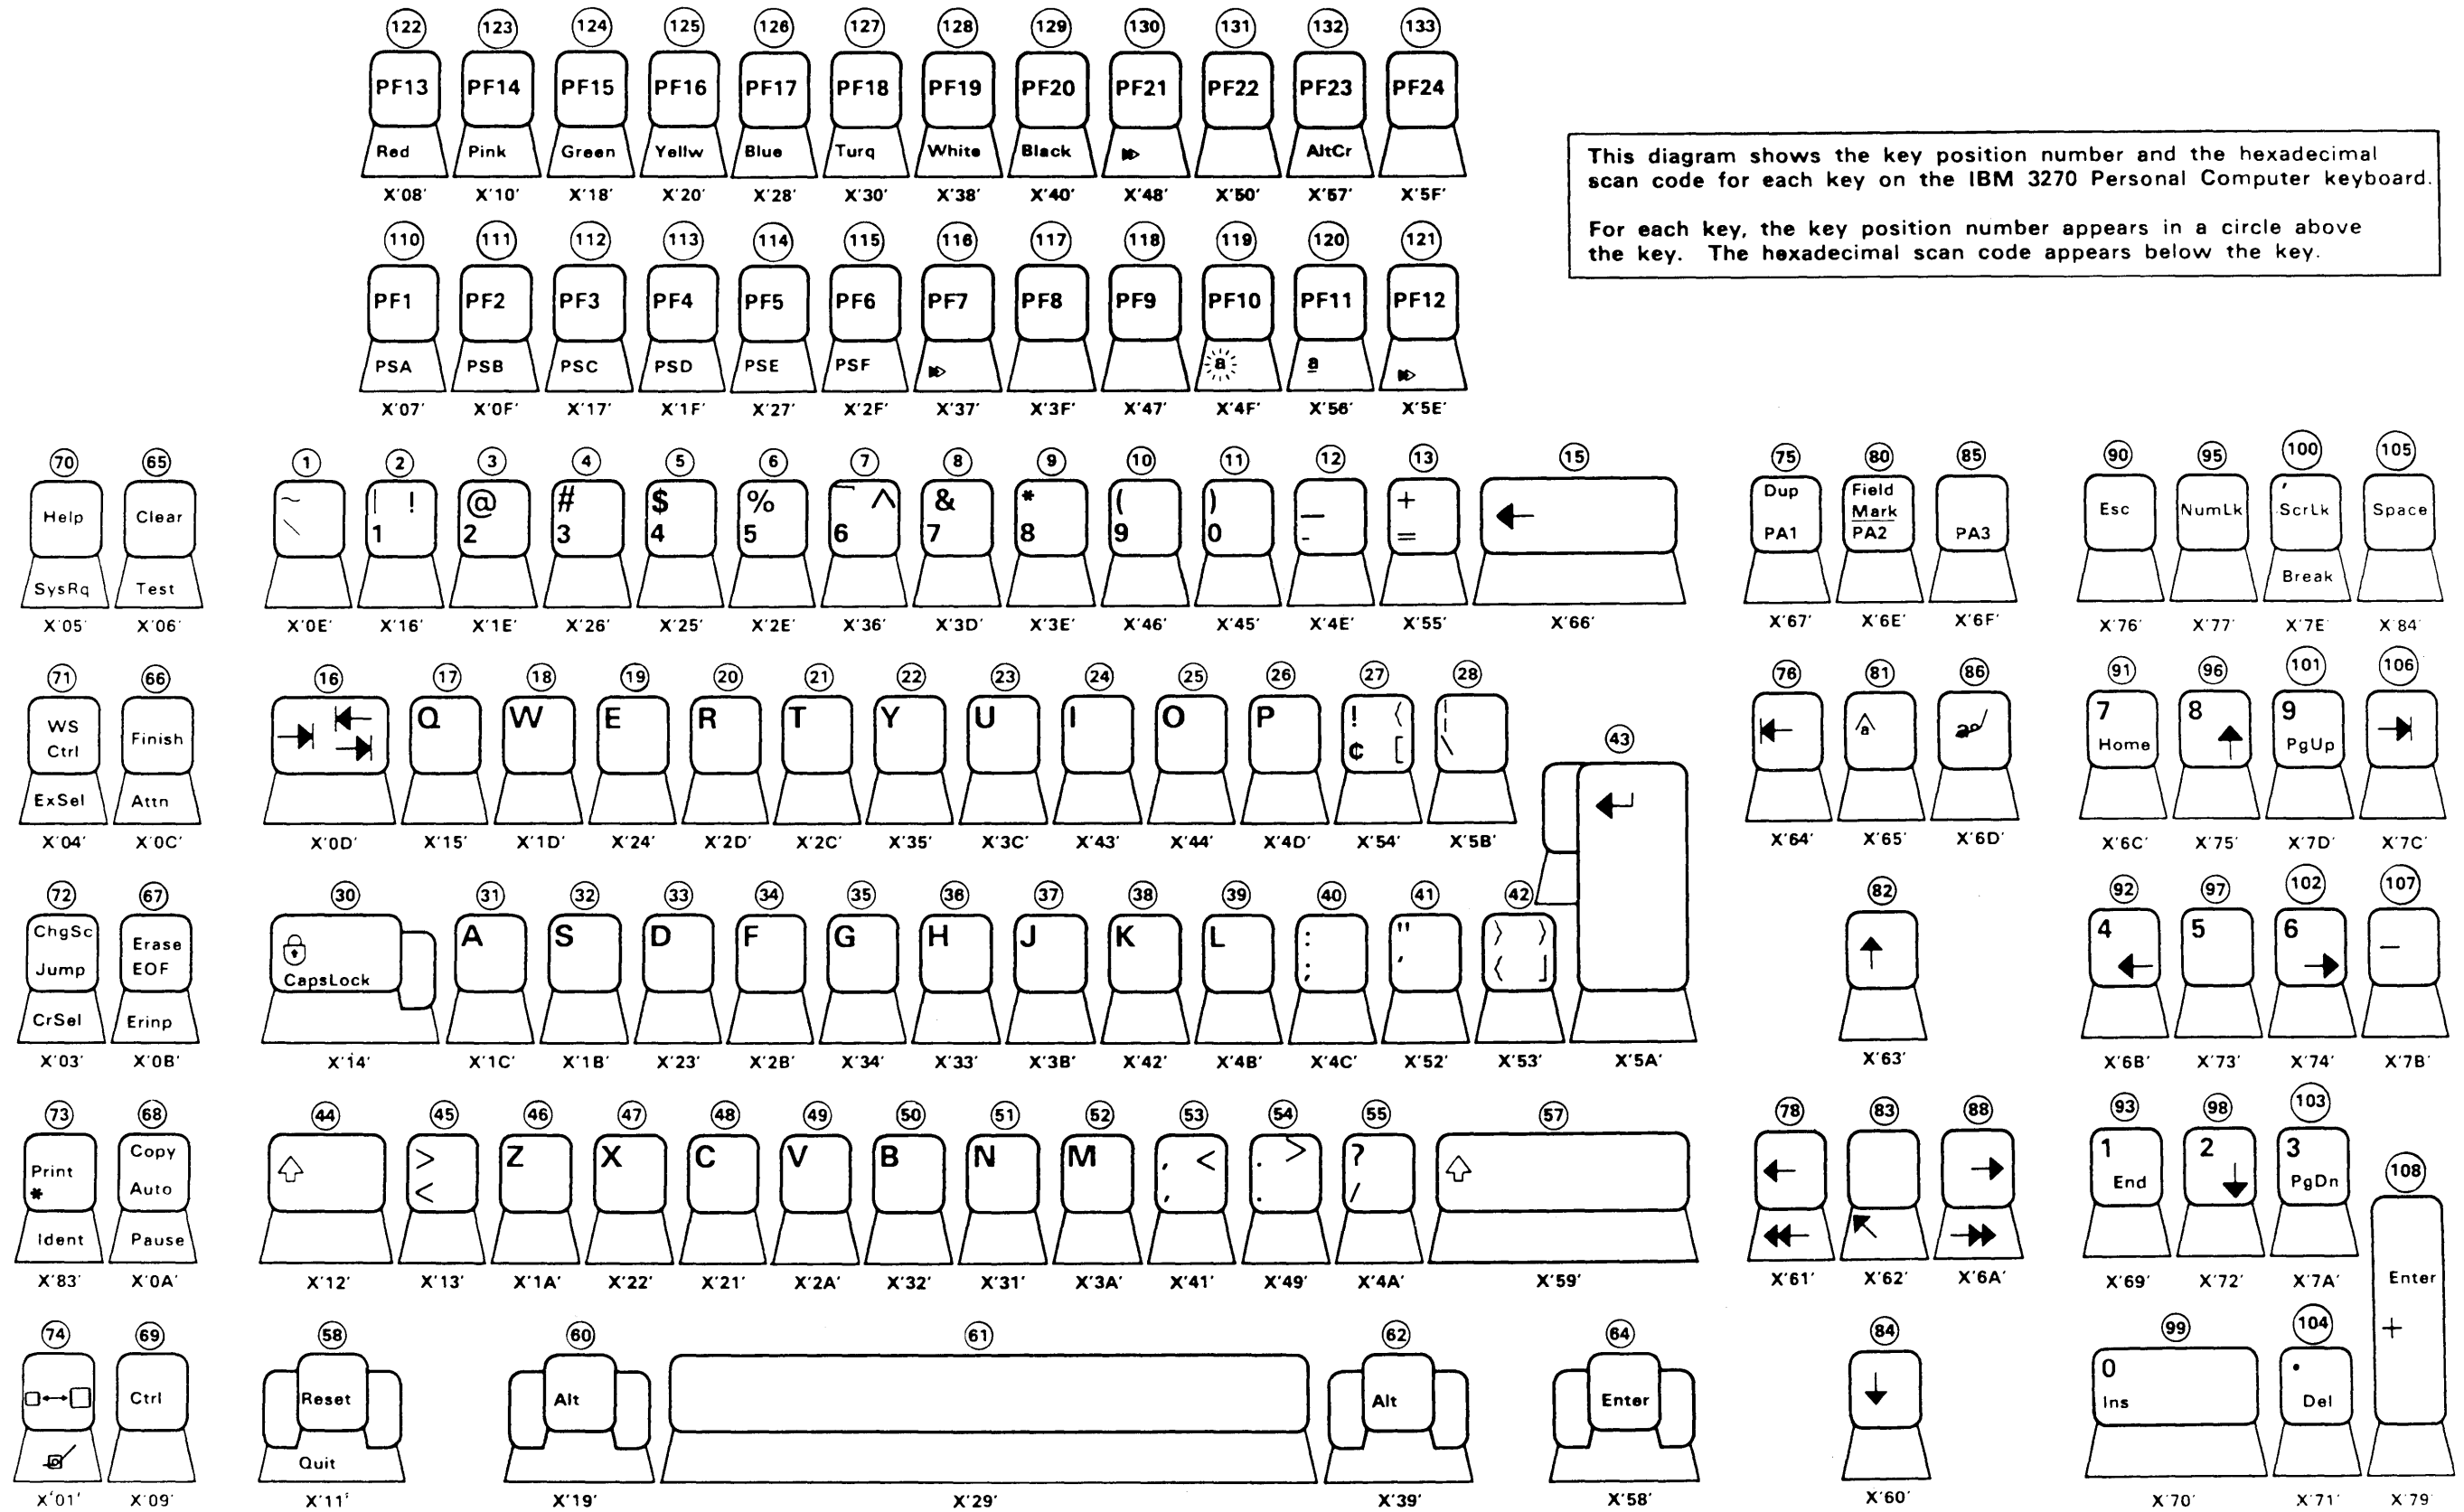 122 123 124 125 126 127 128 129 130 131 132 133
PF13 PF14 PF15 PF16 PF17 PF18 PF19 PF20 PF21 PF22 PF23 PF24
Red Pink Green Yellw Blue Turq White Black AltCr
X'08' X'10' X'18' X'20' X'28' X'30' X'38' X'40' X'48' X'50' X'57' X'5F'
This diagram shows the key position number and the hexadecimal
scan code for each key on the IBM 3270 Personal Computer keyboard.
For each key, the key position number appears in a circle above
the key. The hexadecimal scan code appears below the key.
110 111 112 113 114 115 116 117 118 119 120 121
PF1 PF2 PF3 PF4 PF5 PF6 PF7 PF8 PF9 PF10 PF11 PF12
PSA PSB PSC PSD PSE PSF a a
X'07' X'0F' X'17' X'1F' X'27' X'2F' X'37' X'3F' X'47' X'4F' X'56' X'5E'
70 65 1 2 3 4 5 6 7 8 9 10 11 12 13 15 75 80 85 90 95 100 105
~ | ! @ # $ % ¯ ^ & * ( ) _ + Dup Field '
Help Clear Mark Esc NumLk ScrLk Space
\ 1 2 3 4 5 6 7 8 9 0 - = ← PA1 PA2 PA3
SysRq Test Break
X'05' X'06' X'0E' X'16' X'1E' X'26' X'25' X'2E' X'36' X'3D' X'3E' X'46' X'45' X'4E' X'55' X'66' X'67' X'6E' X'6F' X'76' X'77' X'7E' X'84'
71 66 16 17 18 19 20 21 22 23 24 25 26 27 28 43 76 81 86 91 96 101 106
WS Q W E R T Y U I O P ! { ¦ a a 7 8 9
Ctrl Finish ¢ [ \ Home PgUp
ExSel Attn
X'04' X'0C' X'0D' X'15' X'1D' X'24' X'2D' X'2C' X'35' X'3C' X'43' X'44' X'4D' X'54' X'5B' X'64' X'65' X'6D' X'6C' X'75' X'7D' X'7C'
72 67 30 31 32 33 34 35 36 37 38 39 40 41 42 82 92 97 102 107
ChgSc Erase A S D F G H J K L : " } } 4 5 6 −
Jump EOF CapsLock ; ' { ]
CrSel Erinp
X'03' X'0B' X'14' X'1C' X'1B' X'23' X'2B' X'34' X'33' X'3B' X'42' X'4B' X'4C' X'52' X'53' X'5A' X'63' X'6B' X'73' X'74' X'7B'
73 68 44 45 46 47 48 49 50 51 52 53 54 55 57 78 83 88 93 98 103 108
Print Copy > Z X C V B N M , < . > ? 1 2 3
* Auto < , . / End PgDn
Ident Pause Enter
X'83' X'0A' X'12' X'13' X'1A' X'22' X'21' X'2A' X'32' X'31' X'3A' X'41' X'49' X'4A' X'59' X'61' X'62' X'6A' X'69' X'72' X'7A' +
74 69 58 60 61 62 64 84 99 104
Ctrl Reset Alt Alt Enter 0 .
Ins Del
Quit
X'01' X'09' X'11' X'19' X'29' X'39' X'58' X'60' X'70' X'71' X'79'